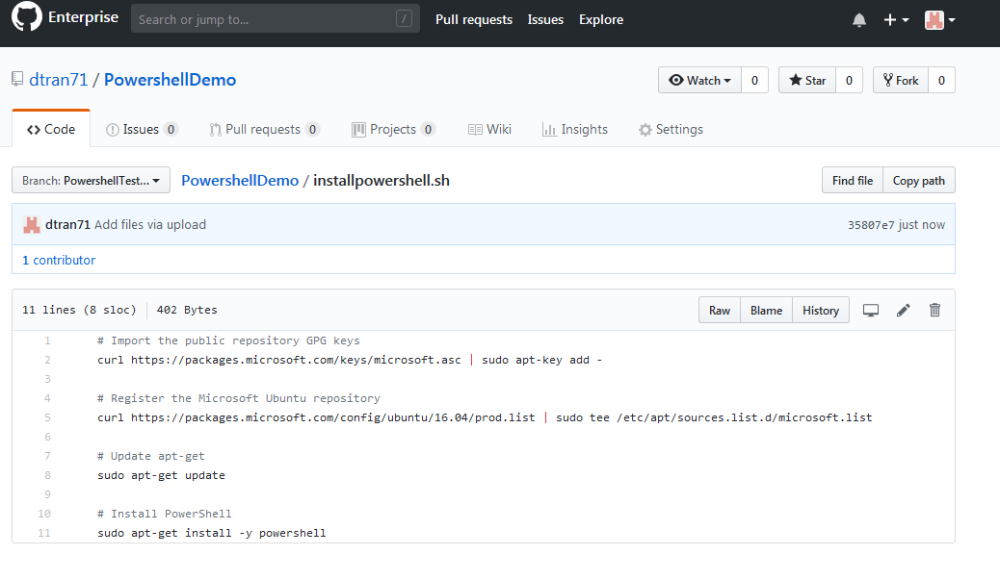 Enterprise Search or jump to... / Pull requests Issues Explore
dtran71 / PowershellDemo Watch 0 Star 0 Fork 0
Code Issues 0 Pull requests 0 Projects 0 Wiki Insights Settings
Branch: PowershellTest... PowershellDemo / installpowershell.sh Find file Copy path
dtran71 Add files via upload 35807e7 just now
1 contributor
11 lines (8 sloc) 402 Bytes Raw Blame History
1 # Import the public repository GPG keys
2 curl https://packages.microsoft.com/keys/microsoft.asc | sudo apt-key add -
3
4 # Register the Microsoft Ubuntu repository
5 curl https://packages.microsoft.com/config/ubuntu/16.04/prod.list | sudo tee /etc/apt/sources.list.d/microsoft.list
6
7 # Update apt-get
8 sudo apt-get update
9
10 # Install PowerShell
11 sudo apt-get install -y powershell